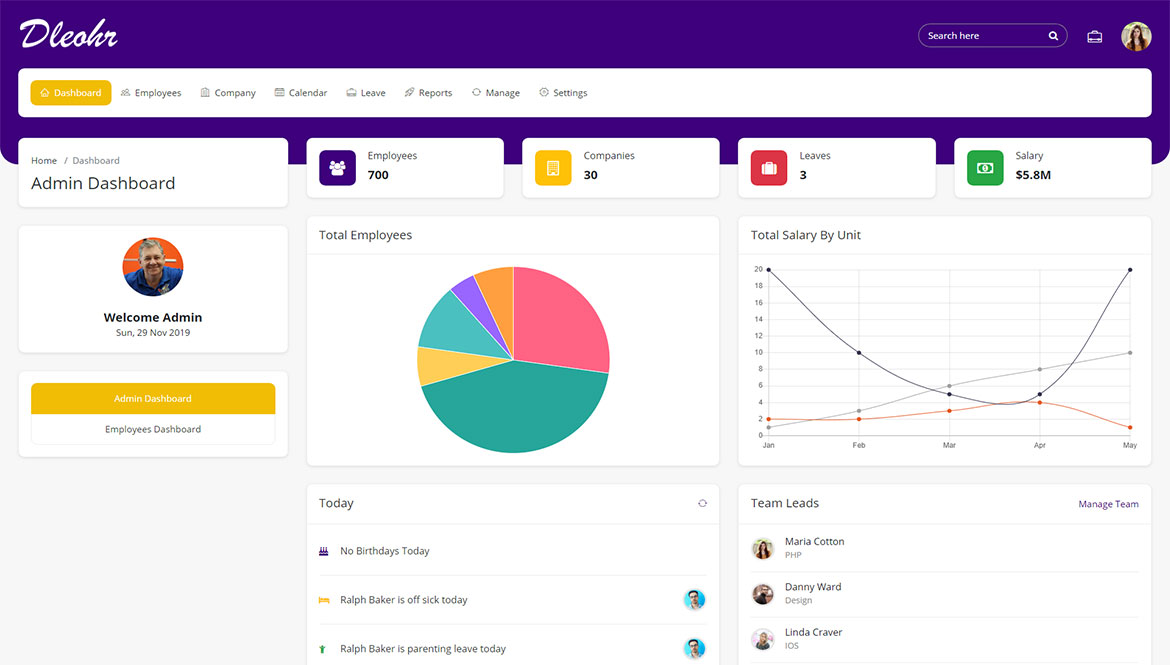 Dleohr
Search here
Dashboard
Employees
Company
Calendar
Leave
Reports
Manage
Settings
Home / Dashboard
Admin Dashboard
Employees
700
Companies
30
Leaves
3
Salary
$5.8M
Welcome Admin
Sun, 29 Nov 2019
Admin Dashboard
Employees Dashboard
Total Employees
Total Salary By Unit
20
18
16
14
12
10
8
6
4
2
0
Jan Feb Mar Apr May
Today
No Birthdays Today
Ralph Baker is off sick today
Ralph Baker is parenting leave today
Team Leads
Manage Team
Maria Cotton
PHP
Danny Ward
Design
Linda Craver
IOS